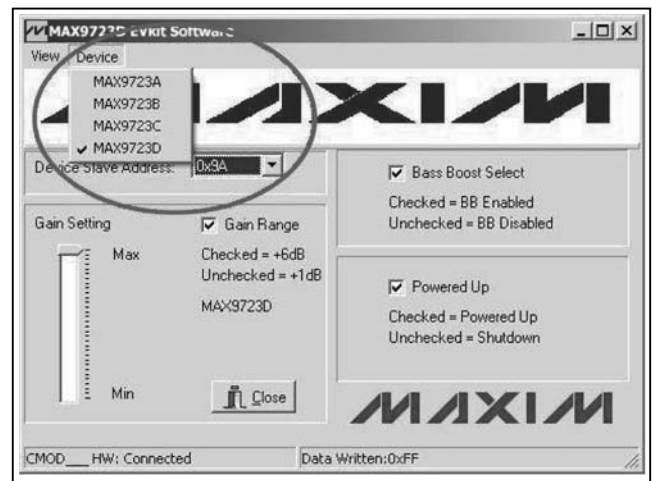 MAX9723D EVKit Software
View Device
MAX9723A
MAX9723B
MAX9723C
MAX9723D
MAXIM
Device Slave Address: 0x9A
Gain Setting
Gain Range
Max
Checked = +6dB
Unchecked = +1dB
MAX9723D
Min
Close
Bass Boost Select
Checked = BB Enabled
Unchecked = BB Disabled
Powered Up
Checked = Powered Up
Unchecked = Shutdown
MAXIM
CMOD___ HW: Connected
Data Written:0xFF